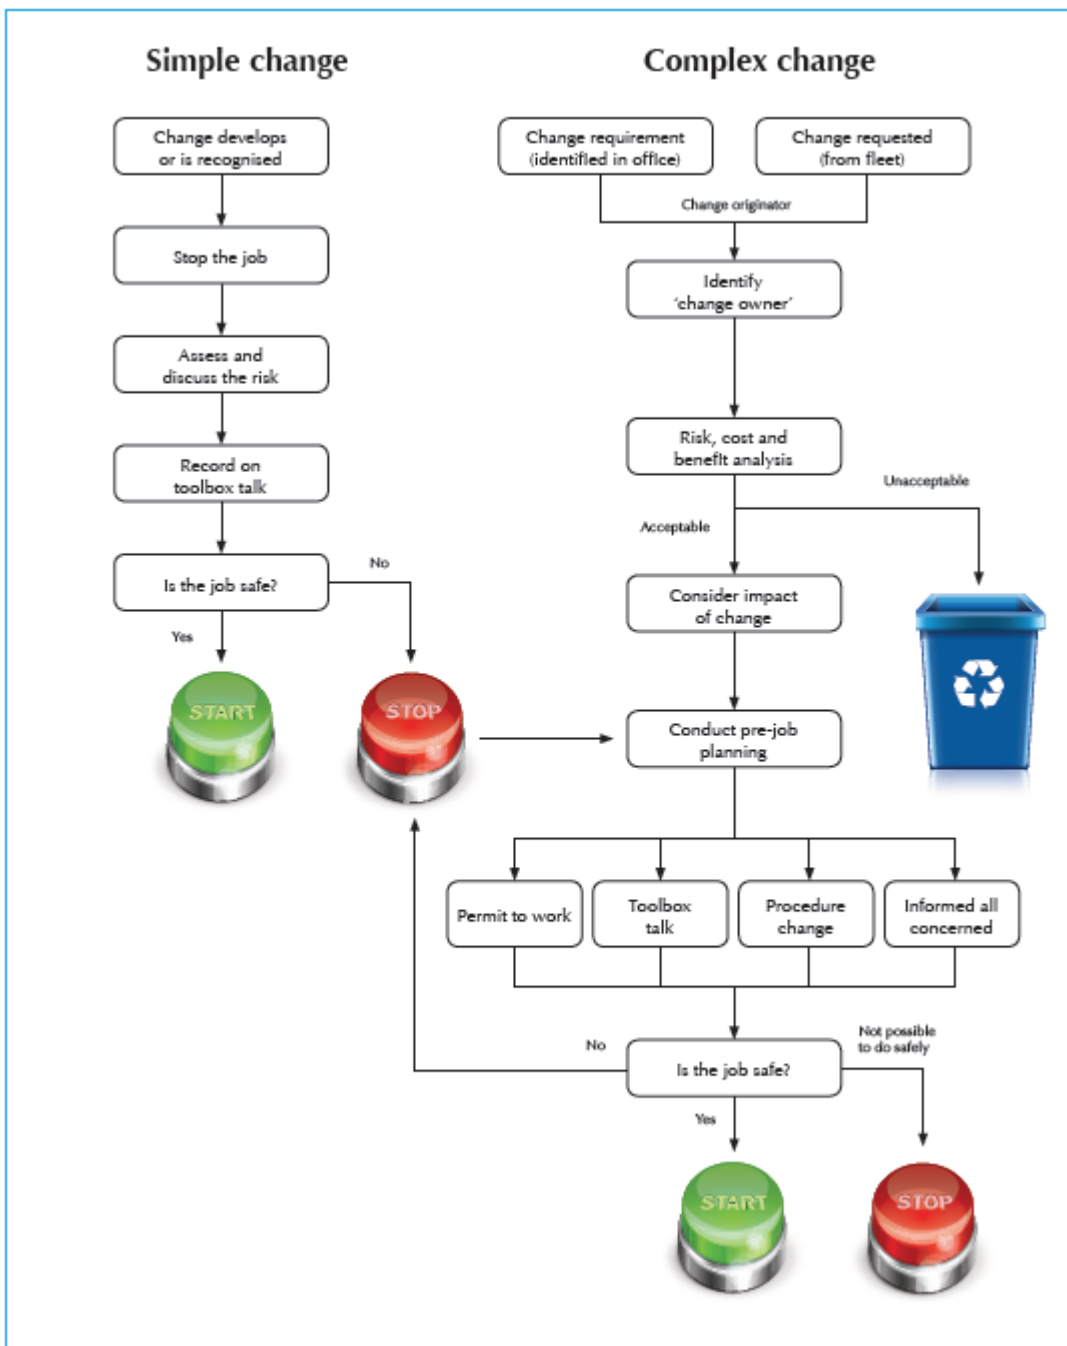 Simple change
Change develops
or is recognised
Stop the job
Assess and
discuss the risk
Record on
toolbox talk
Is the job safe?
No
Yes
START
STOP
Complex change
Change requirement
(identified in office)
Change requested
(from fleet)
Change originator
Identify
‘change owner’
Risk, cost and
benefit analysis
Unacceptable
Acceptable
Consider impact
of change
Conduct pre-job
planning
Permit to work
Toolbox
talk
Procedure
change
Informed all
concerned
No
Is the job safe?
Not possible
to do safely
Yes
START
STOP